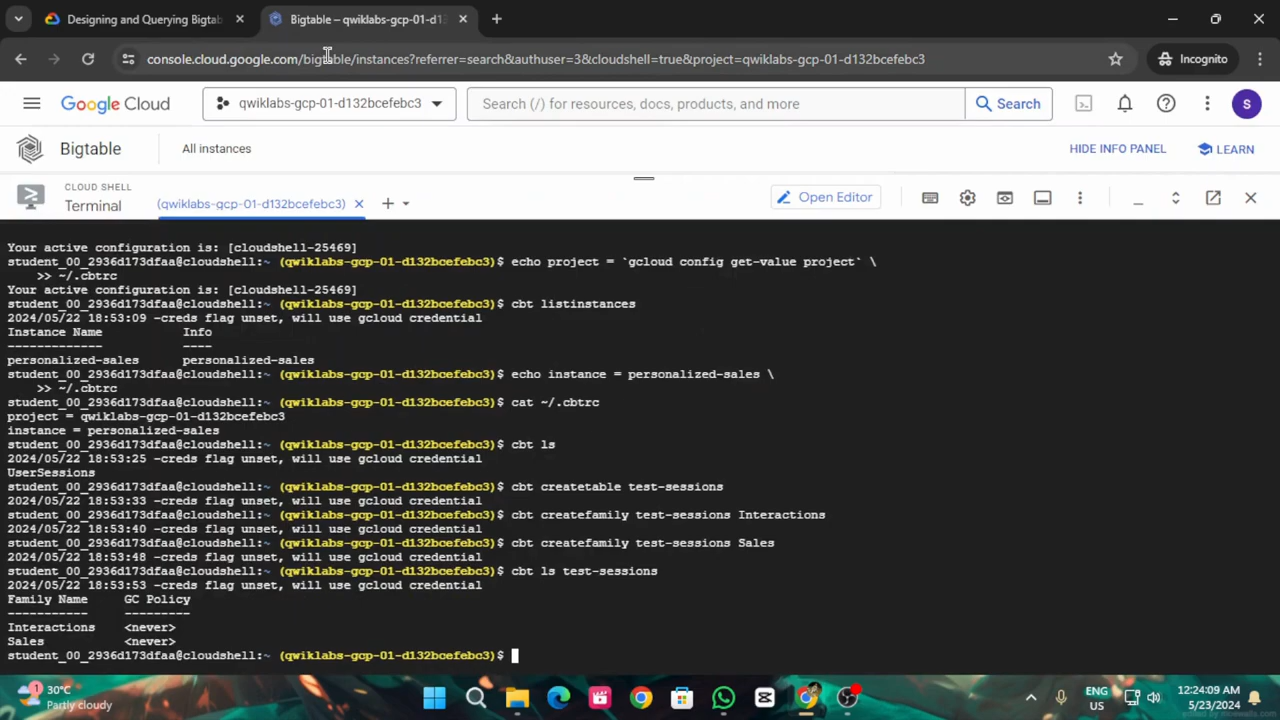 Designing and Querying Bigtab
Bigtable – qwiklabs-gcp-01-d13
console.cloud.google.com/bigtable/instances?referrer=search&authuser=3&cloudshell=true&project=qwiklabs-gcp-01-d132bcefebc3
Incognito
Google Cloud
qwiklabs-gcp-01-d132bcefebc3
Search (/) for resources, docs, products, and more
Search
S
Bigtable
All instances
HIDE INFO PANEL
LEARN
CLOUD SHELL
Terminal
(qwiklabs-gcp-01-d132bcefebc3)
Open Editor
Your active configuration is: [cloudshell-25469]
student_00_2936d173dfaa@cloudshell:~ (qwiklabs-gcp-01-d132bcefebc3)$ echo project = `gcloud config get-value project` \
>> ~/.cbtrc
Your active configuration is: [cloudshell-25469]
student_00_2936d173dfaa@cloudshell:~ (qwiklabs-gcp-01-d132bcefebc3)$ cbt listinstances
2024/05/22 18:53:09 -creds flag unset, will use gcloud credential
Instance Name Info
------------- ----
personalized-sales personalized-sales
student_00_2936d173dfaa@cloudshell:~ (qwiklabs-gcp-01-d132bcefebc3)$ echo instance = personalized-sales \
>> ~/.cbtrc
student_00_2936d173dfaa@cloudshell:~ (qwiklabs-gcp-01-d132bcefebc3)$ cat ~/.cbtrc
project = qwiklabs-gcp-01-d132bcefebc3
instance = personalized-sales
student_00_2936d173dfaa@cloudshell:~ (qwiklabs-gcp-01-d132bcefebc3)$ cbt ls
2024/05/22 18:53:25 -creds flag unset, will use gcloud credential
UserSessions
student_00_2936d173dfaa@cloudshell:~ (qwiklabs-gcp-01-d132bcefebc3)$ cbt createtable test-sessions
2024/05/22 18:53:33 -creds flag unset, will use gcloud credential
student_00_2936d173dfaa@cloudshell:~ (qwiklabs-gcp-01-d132bcefebc3)$ cbt createfamily test-sessions Interactions
2024/05/22 18:53:40 -creds flag unset, will use gcloud credential
student_00_2936d173dfaa@cloudshell:~ (qwiklabs-gcp-01-d132bcefebc3)$ cbt createfamily test-sessions Sales
2024/05/22 18:53:48 -creds flag unset, will use gcloud credential
student_00_2936d173dfaa@cloudshell:~ (qwiklabs-gcp-01-d132bcefebc3)$ cbt ls test-sessions
2024/05/22 18:53:53 -creds flag unset, will use gcloud credential
Family Name GC Policy
----------- ---------
Interactions <never>
Sales <never>
student_00_2936d173dfaa@cloudshell:~ (qwiklabs-gcp-01-d132bcefebc3)$
1
30°C
Partly cloudy
ENG
US
12:24:09 AM
5/23/2024